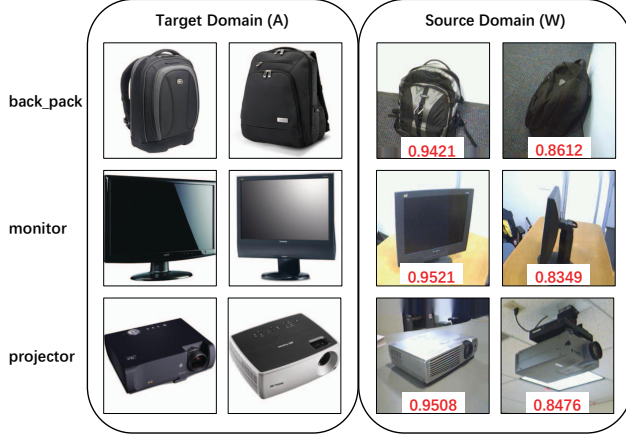 Target Domain (A)
Source Domain (W)
back_pack
0.9421
0.8612
monitor
0.9521
0.8349
projector
0.9508
0.8476